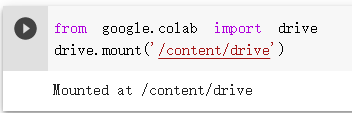 from google.colab import drive
drive.mount('/content/drive')
Mounted at /content/drive